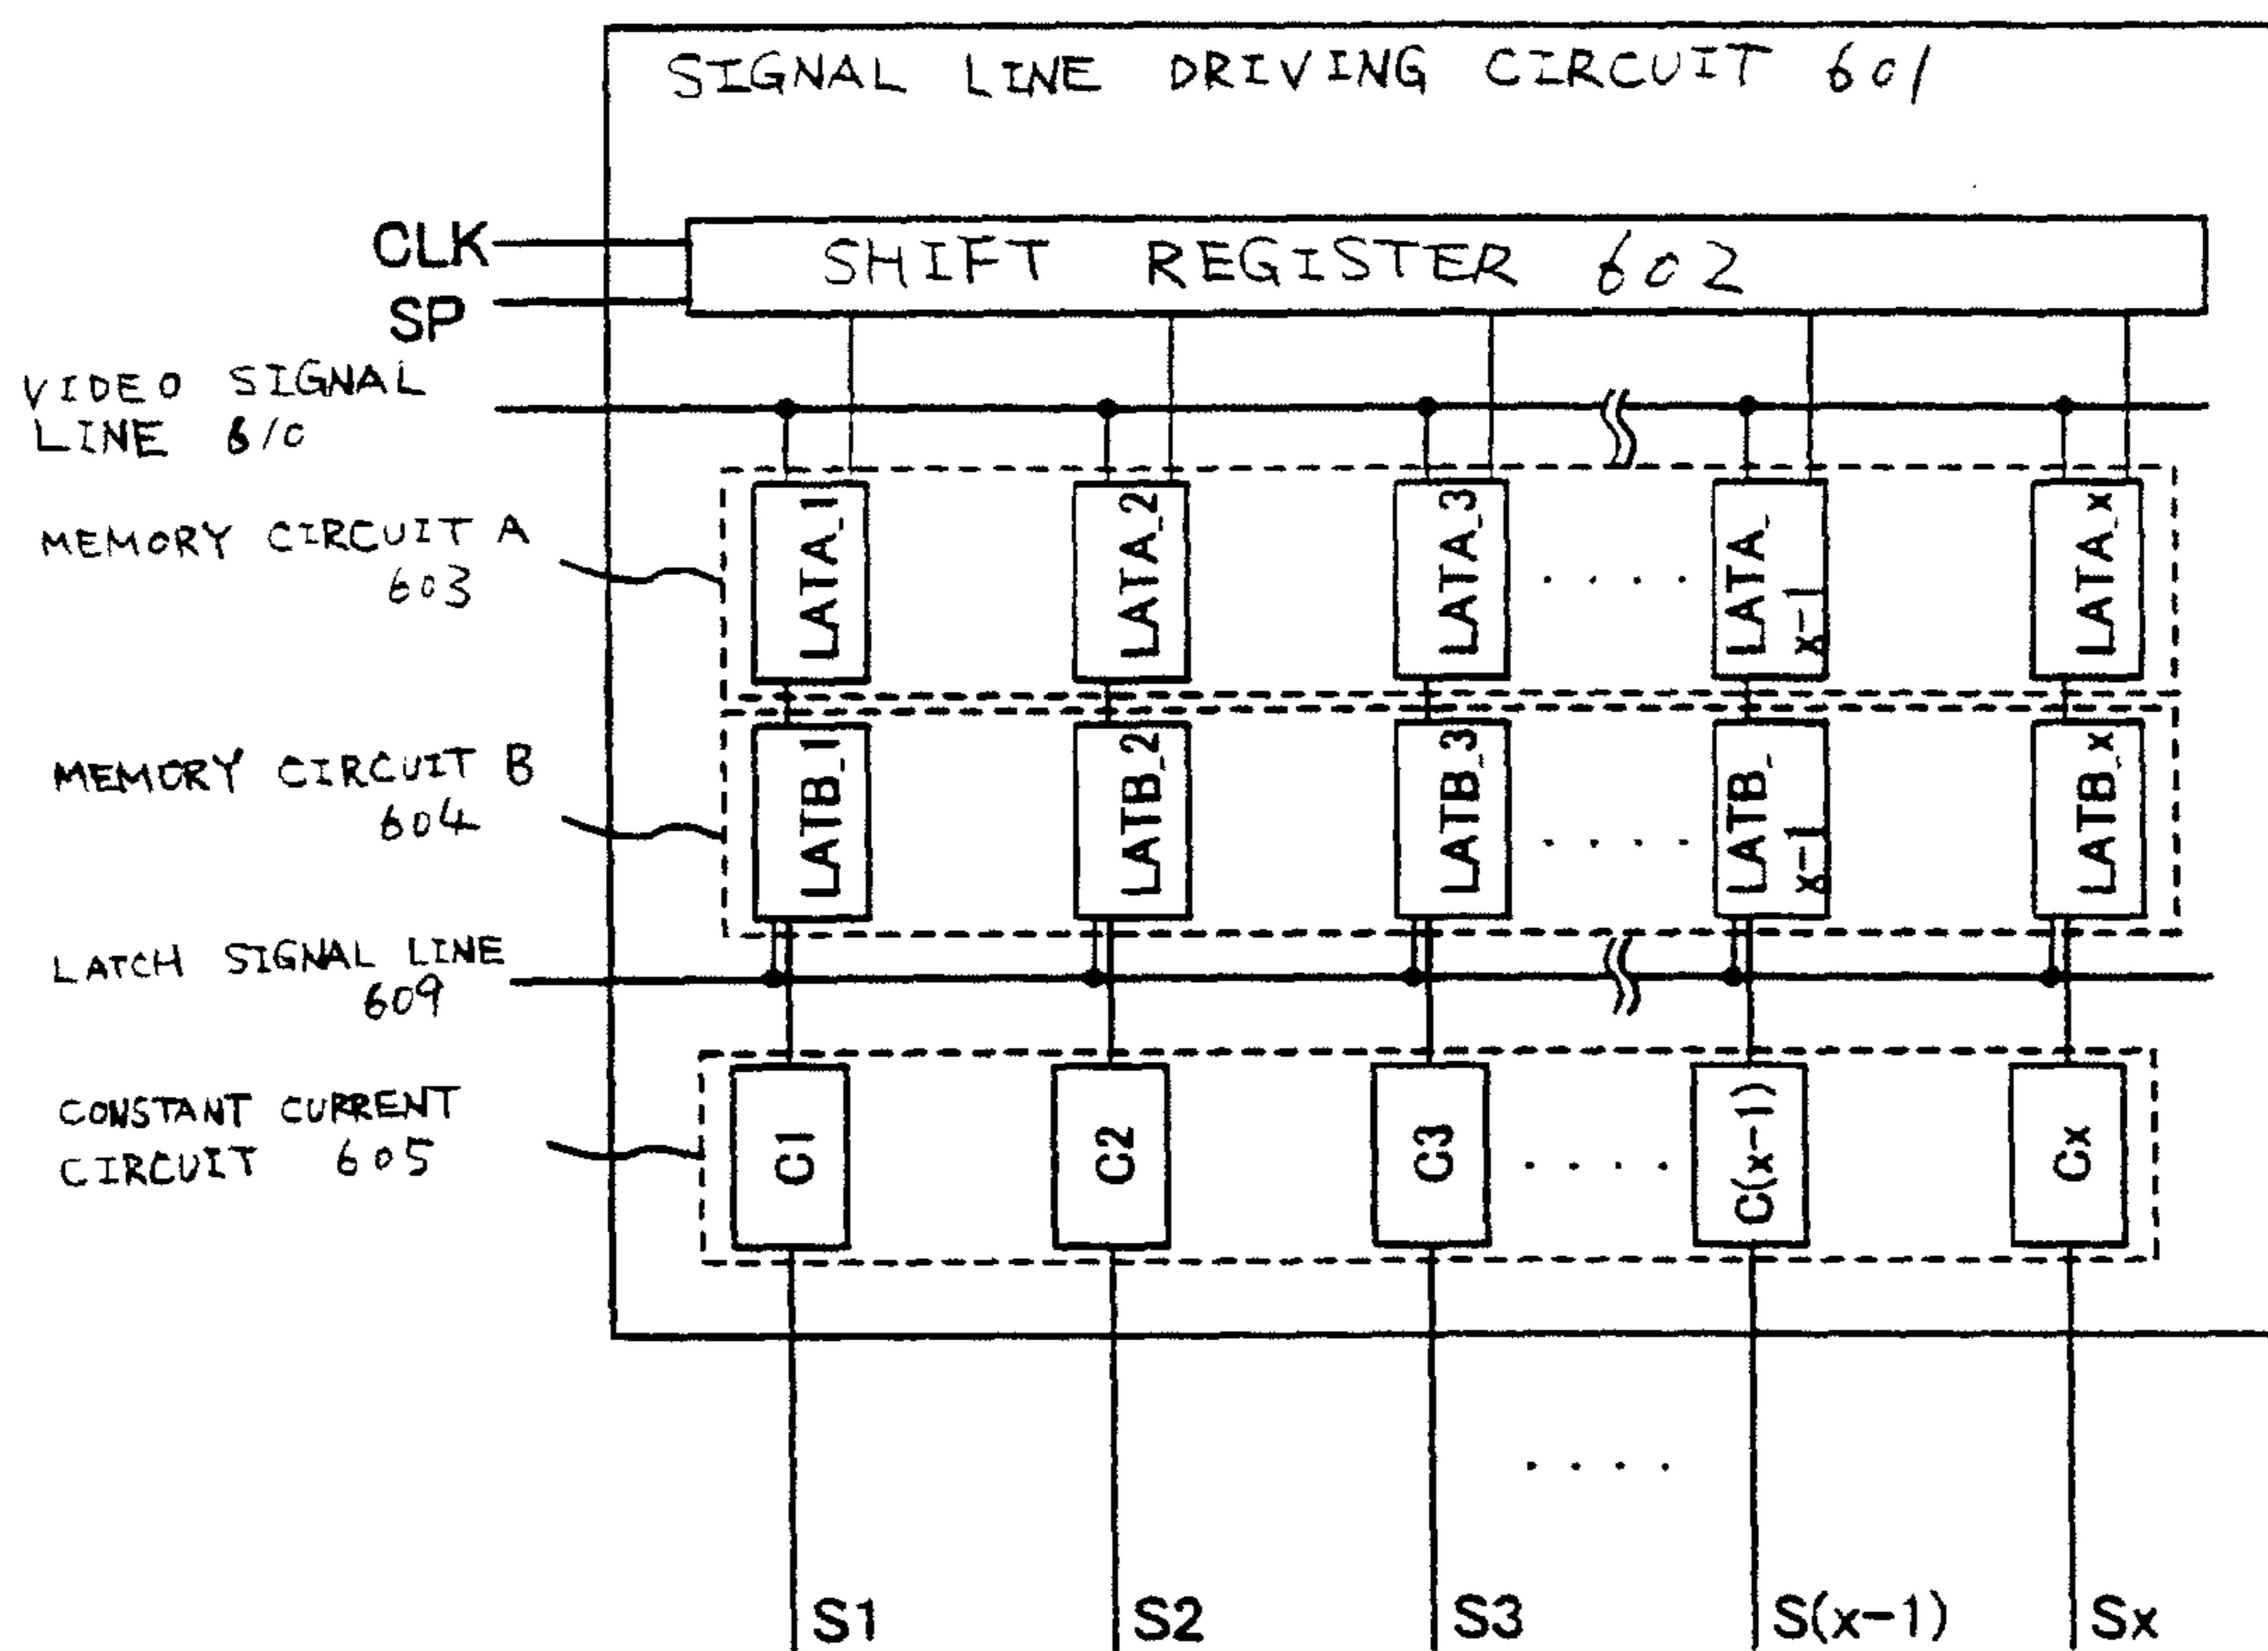 SIGNAL LINE DRIVING CIRCUIT 601
CLK
SHIFT REGISTER 602
SP
VIDEO SIGNAL
LINE 610
MEMORY CIRCUIT A
603
LATA_1
LATA_2
LATA_3
. . . .
LATA_
x-1
LATA_x
MEMORY CIRCUIT B
604
LATB_1
LATB_2
LATB_3
. . . .
LATB_
x-1
LATB_x
LATCH SIGNAL LINE
609
CONSTANT CURRENT
CIRCUIT 605
C1
C2
C3
. . . .
C(x-1)
Cx
. . . .
S1
S2
S3
S(x-1)
Sx